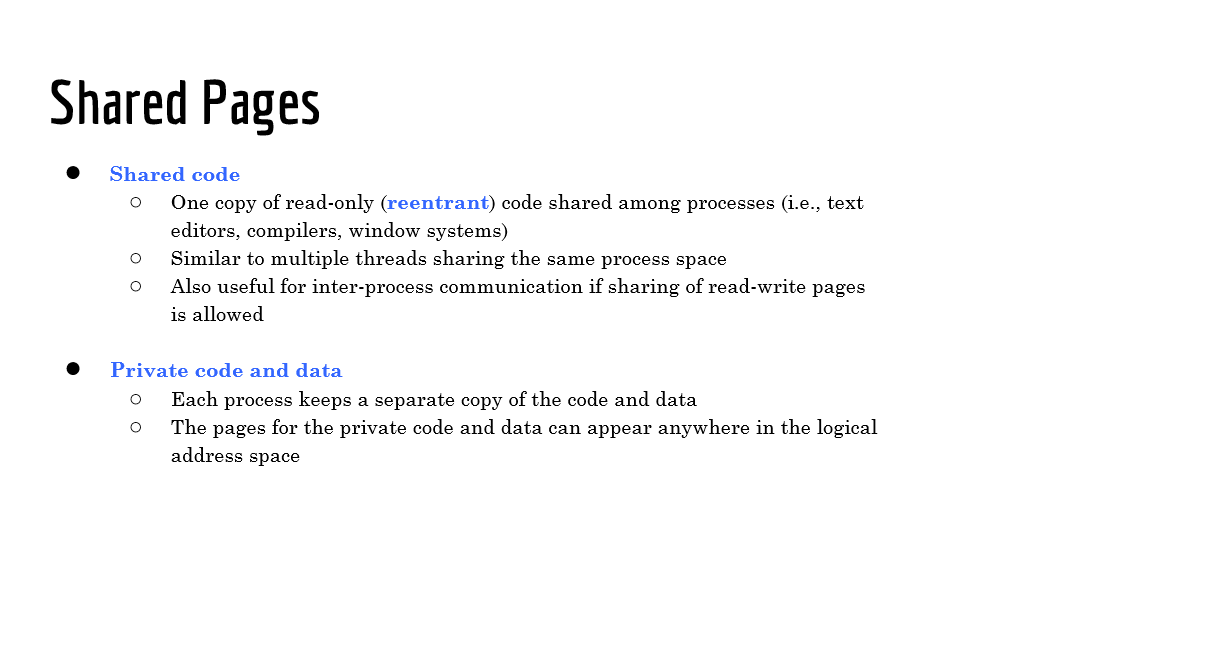 Shared Pages
● Shared code
○ One copy of read-only (reentrant) code shared among processes (i.e., text
editors, compilers, window systems)
○ Similar to multiple threads sharing the same process space
○ Also useful for inter-process communication if sharing of read-write pages
is allowed
● Private code and data
○ Each process keeps a separate copy of the code and data
○ The pages for the private code and data can appear anywhere in the logical
address space